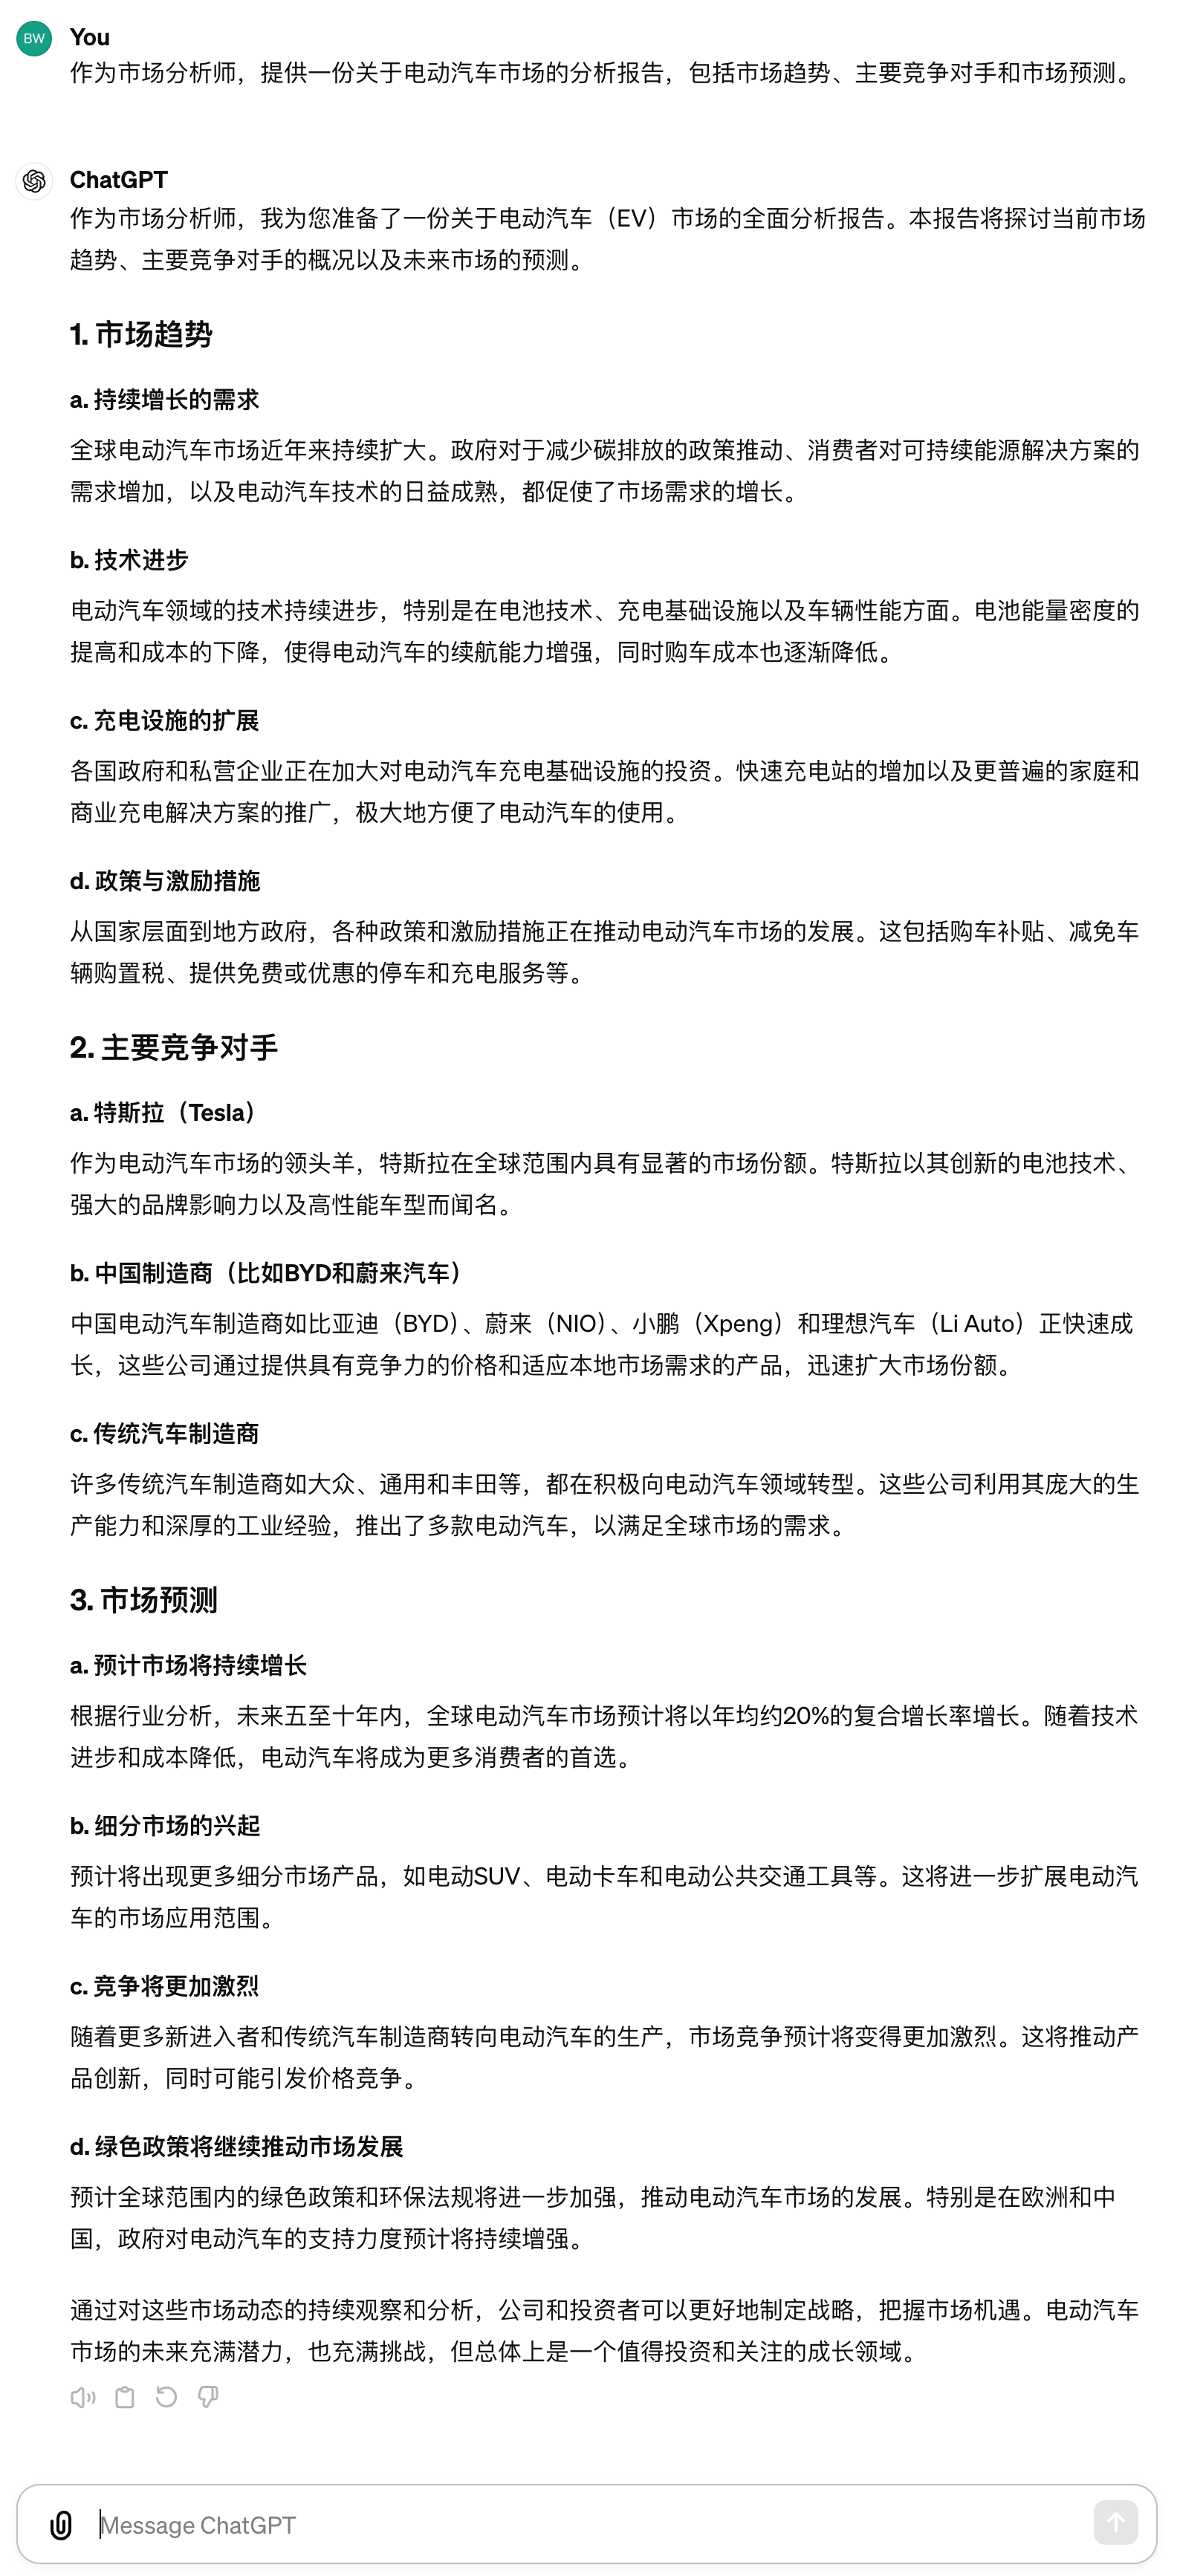 BW
You
作为市场分析师，提供一份关于电动汽车市场的分析报告，包括市场趋势、主要竞争对手和市场预测。
ChatGPT
作为市场分析师，我为您准备了一份关于电动汽车（EV）市场的全面分析报告。本报告将探讨当前市场
趋势、主要竞争对手的概况以及未来市场的预测。
1. 市场趋势
a. 持续增长的需求
全球电动汽车市场近年来持续扩大。政府对于减少碳排放的政策推动、消费者对可持续能源解决方案的
需求增加，以及电动汽车技术的日益成熟，都促使了市场需求的增长。
b. 技术进步
电动汽车领域的技术持续进步，特别是在电池技术、充电基础设施以及车辆性能方面。电池能量密度的
提高和成本的下降，使得电动汽车的续航能力增强，同时购车成本也逐渐降低。
c. 充电设施的扩展
各国政府和私营企业正在加大对电动汽车充电基础设施的投资。快速充电站的增加以及更普遍的家庭和
商业充电解决方案的推广，极大地方便了电动汽车的使用。
d. 政策与激励措施
从国家层面到地方政府，各种政策和激励措施正在推动电动汽车市场的发展。这包括购车补贴、减免车
辆购置税、提供免费或优惠的停车和充电服务等。
2. 主要竞争对手
a. 特斯拉（Tesla）
作为电动汽车市场的领头羊，特斯拉在全球范围内具有显著的市场份额。特斯拉以其创新的电池技术、
强大的品牌影响力以及高性能车型而闻名。
b. 中国制造商（比如BYD和蔚来汽车）
中国电动汽车制造商如比亚迪（BYD）、蔚来（NIO）、小鹏（Xpeng）和理想汽车（Li Auto）正快速成
长，这些公司通过提供具有竞争力的价格和适应本地市场需求的产品，迅速扩大市场份额。
c. 传统汽车制造商
许多传统汽车制造商如大众、通用和丰田等，都在积极向电动汽车领域转型。这些公司利用其庞大的生
产能力和深厚的工业经验，推出了多款电动汽车，以满足全球市场的需求。
3. 市场预测
a. 预计市场将持续增长
根据行业分析，未来五至十年内，全球电动汽车市场预计将以年均约20%的复合增长率增长。随着技术
进步和成本降低，电动汽车将成为更多消费者的首选。
b. 细分市场的兴起
预计将出现更多细分市场产品，如电动SUV、电动卡车和电动公共交通工具等。这将进一步扩展电动汽
车的市场应用范围。
c. 竞争将更加激烈
随着更多新进入者和传统汽车制造商转向电动汽车的生产，市场竞争预计将变得更加激烈。这将推动产
品创新，同时可能引发价格竞争。
d. 绿色政策将继续推动市场发展
预计全球范围内的绿色政策和环保法规将进一步加强，推动电动汽车市场的发展。特别是在欧洲和中
国，政府对电动汽车的支持力度预计将持续增强。
通过对这些市场动态的持续观察和分析，公司和投资者可以更好地制定战略，把握市场机遇。电动汽车
市场的未来充满潜力，也充满挑战，但总体上是一个值得投资和关注的成长领域。
Message ChatGPT